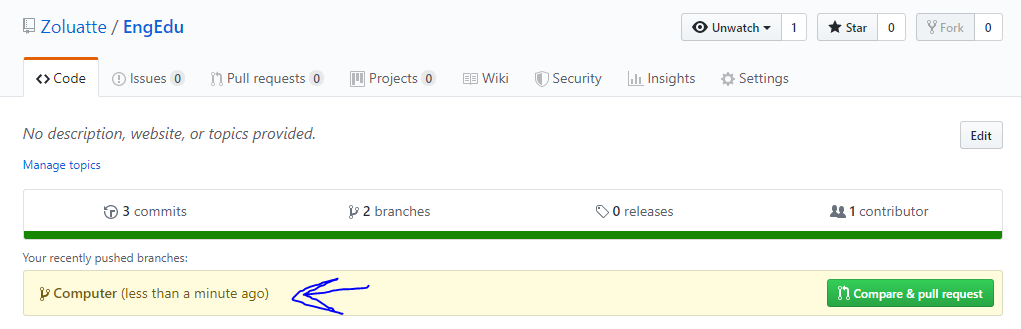 Zoluatte / EngEdu
Unwatch 1 Star 0 Fork 0
Code Issues 0 Pull requests 0 Projects 0 Wiki Security Insights Settings
No description, website, or topics provided.
Edit
Manage topics
3 commits 2 branches 0 releases 1 contributor
Your recently pushed branches:
Computer (less than a minute ago) Compare & pull request